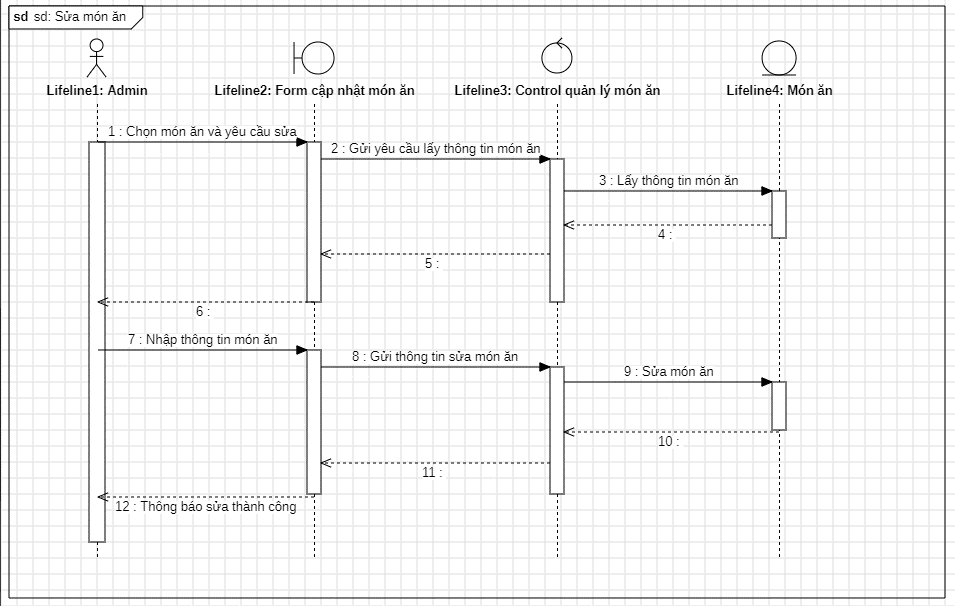 sd sd: Sửa món ăn
Lifeline1: Admin
Lifeline2: Form cập nhật món ăn
Lifeline3: Control quản lý món ăn
Lifeline4: Món ăn
1 : Chọn món ăn và yêu cầu sửa
2 : Gửi yêu cầu lấy thông tin món ăn
3 : Lấy thông tin món ăn
4 :
5 :
6 :
7 : Nhập thông tin món ăn
8 : Gửi thông tin sửa món ăn
9 : Sửa món ăn
10 :
11 :
12 : Thông báo sửa thành công